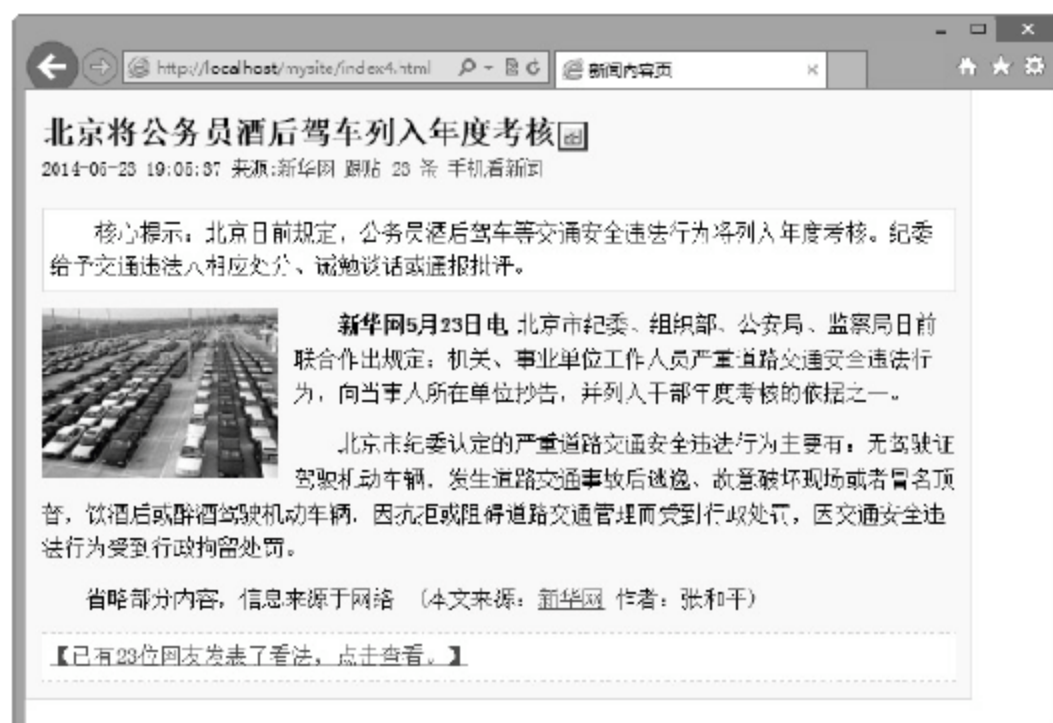 http://localhost/mysite/index4.html
新闻内容页
北京将公务员酒后驾车列入年度考核
2014-05-23 19:05:37 来源:新华网 跟贴 23 条 手机看新闻
核心提示：北京日前规定，公务员酒后驾车等交通安全违法行为将列入年度考核。纪委
给予交通违法人相应处分、诫勉谈话或通报批评。
新华网5月23日电 北京市纪委、组织部、公安局、监察局日前
联合作出规定：机关、事业单位工作人员严重道路交通安全违法行
为，向当事人所在单位抄告，并列入干部年度考核的依据之一。
北京市纪委认定的严重道路交通安全违法行为主要有：无驾驶证
驾驶机动车辆，发生道路交通事故后逃逸、故意破坏现场或者冒名顶
替，饮酒后或醉酒驾驶机动车辆，因抗拒或阻碍道路交通管理而受到行政处罚，因交通安全违
法行为受到行政拘留处罚。
省略部分内容，信息来源于网络 （本文来源：新华网 作者：张和平）
【已有23位网友发表了看法，点击查看。】